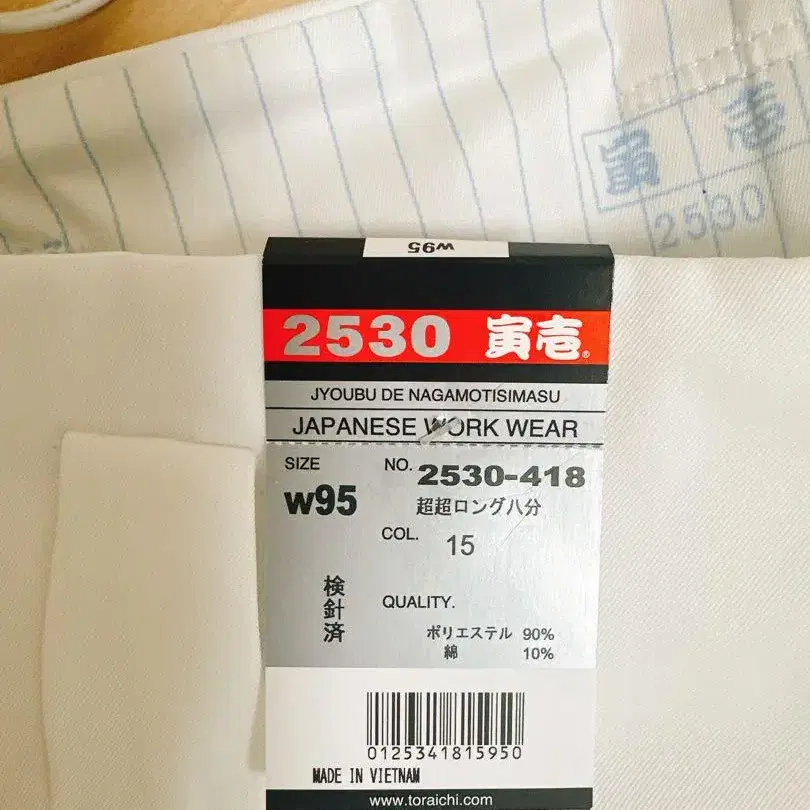 寅壱
2530
w95
2530 寅壱®
JYOUBU DE NAGAMOTISIMASU
JAPANESE WORK WEAR
SIZE
w95
NO. 2530-418
超超ロング八分
COL. 15
検針済
QUALITY.
ポリエステル 90%
綿 10%
0125341815950
MADE IN VIETNAM
www.toraichi.com